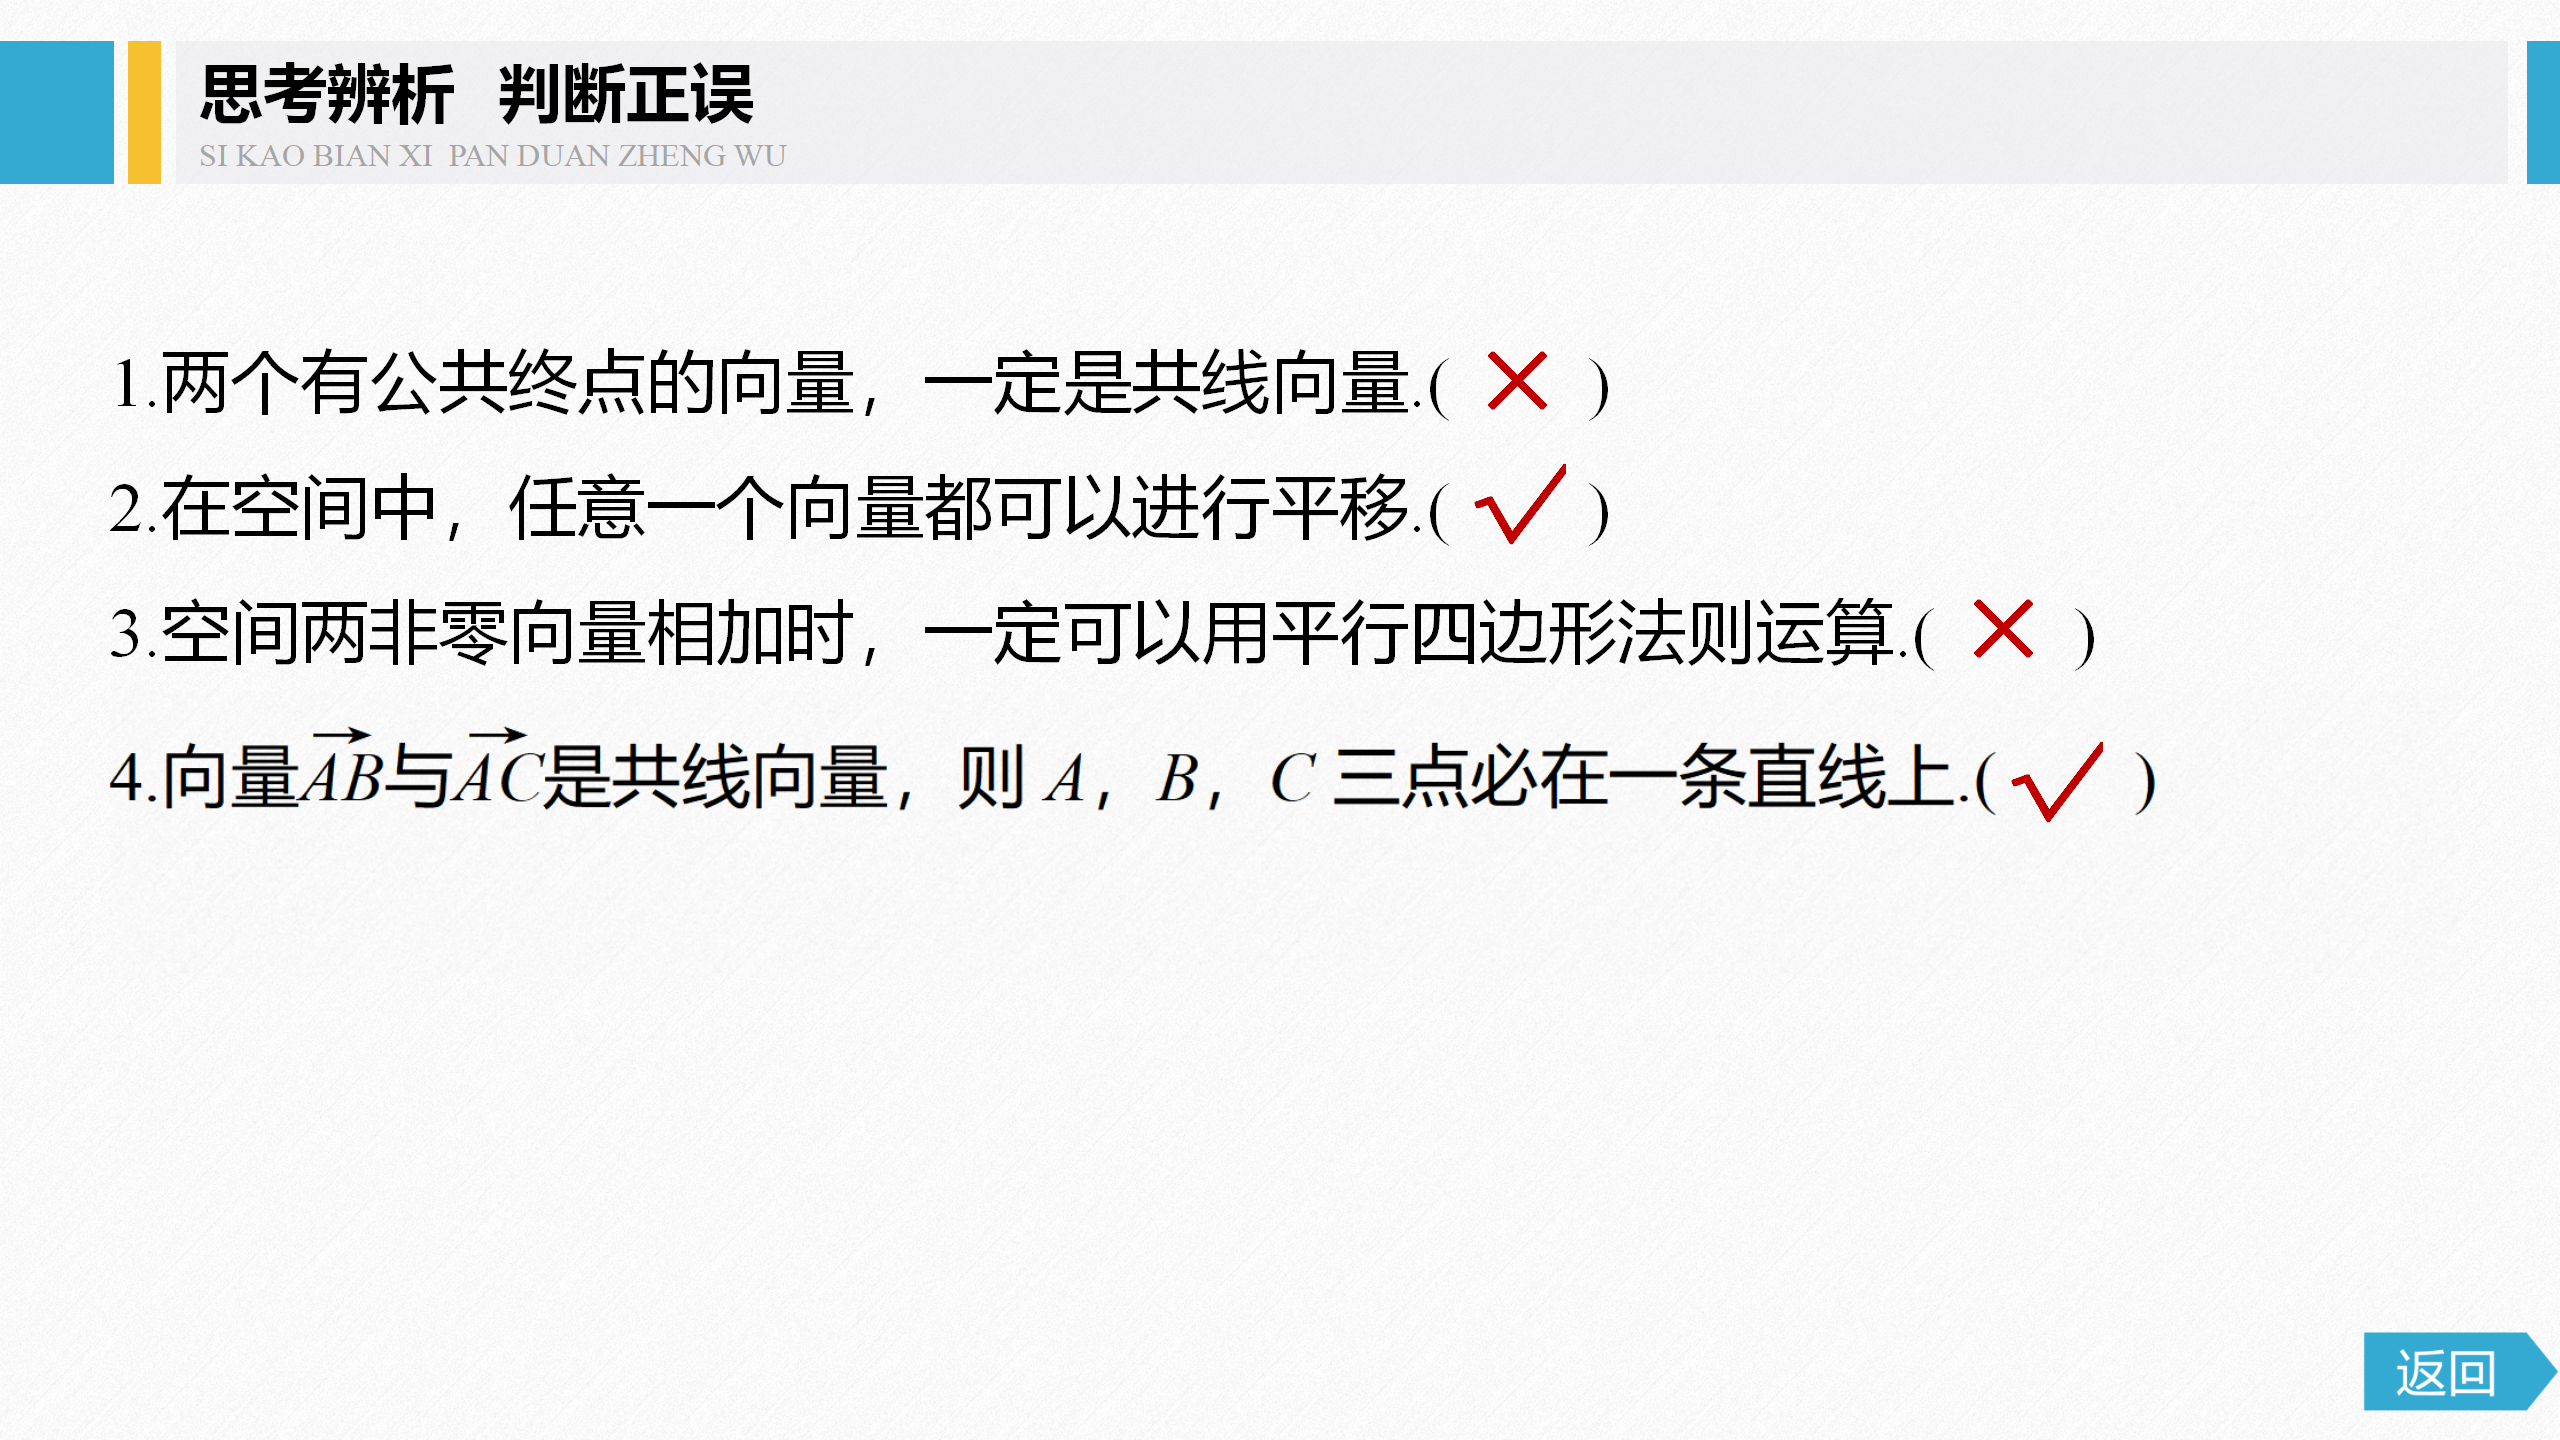 思考辨析 判断正误
SI KAO BIAN XI PAN DUAN ZHENG WU
1.两个有公共终点的向量，一定是共线向量.( × )
2.在空间中，任意一个向量都可以进行平移.( √ )
3.空间两非零向量相加时，一定可以用平行四边形法则运算.( × )
4.向量$\overrightarrow{AB}$与$\overrightarrow{AC}$是共线向量，则 A，B，C 三点必在一条直线上.( √ )
返回